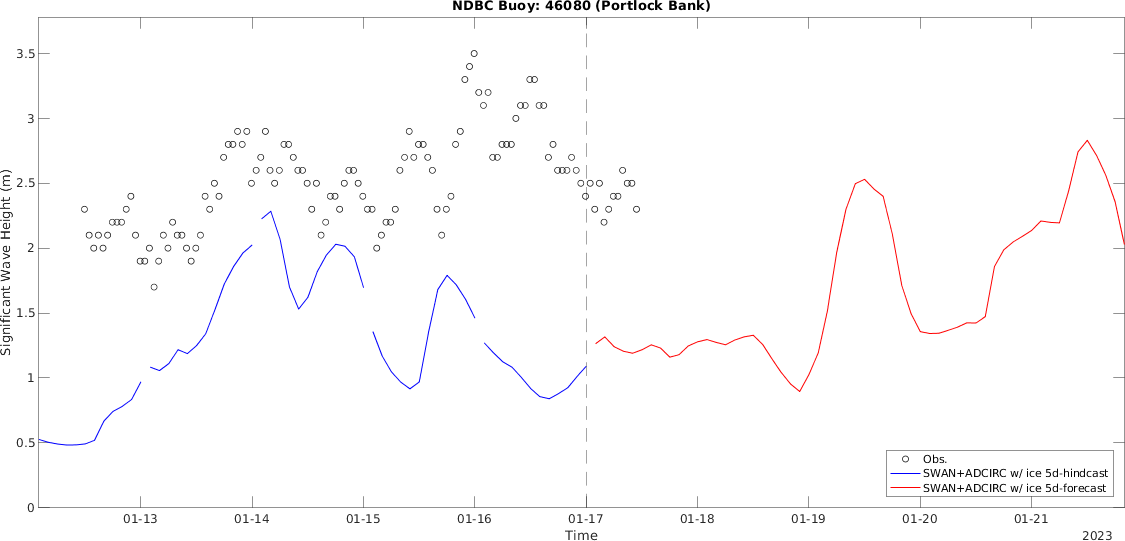 NDBC Buoy: 46080 (Portlock Bank)
Significant Wave Height (m)
3.5
3
2.5
2
1.5
1
0.5
0
Obs.
SWAN+ADCIRC w/ ice 5d-hindcast
SWAN+ADCIRC w/ ice 5d-forecast
01-13 01-14 01-15 01-16 01-17 01-18 01-19 01-20 01-21
Time
2023